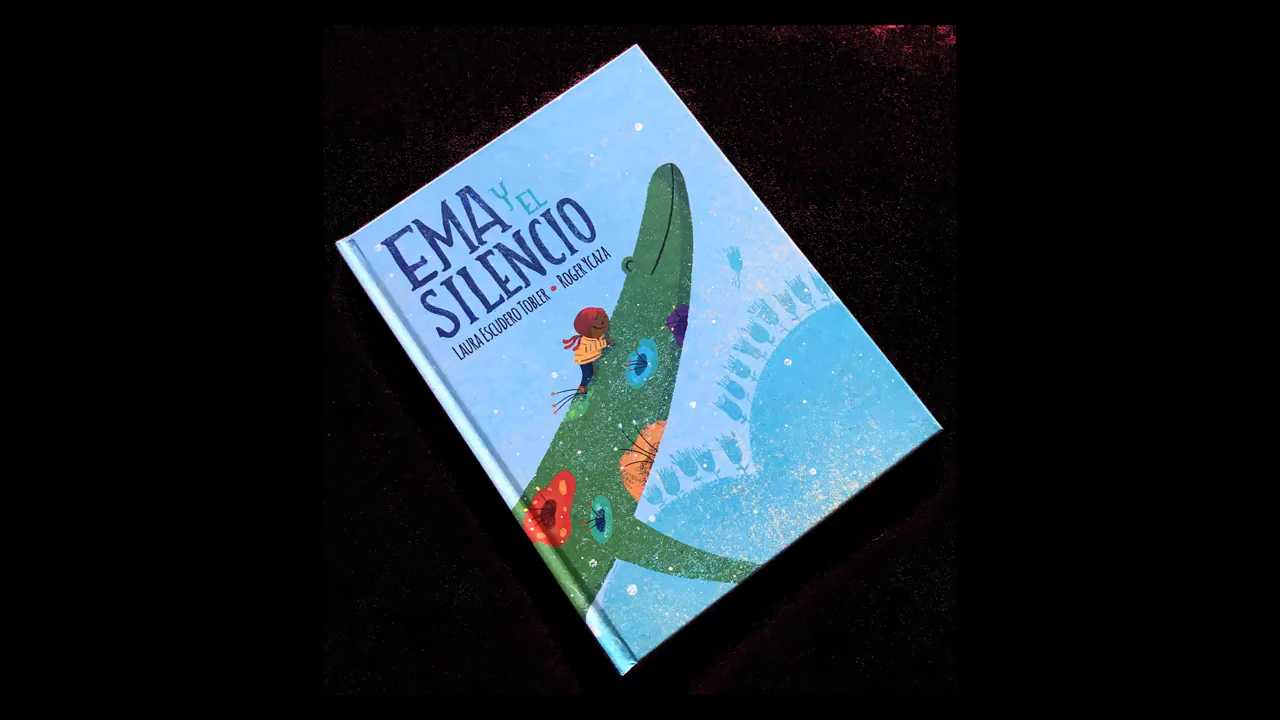 EMA Y EL
SILENCIO
LAURA ESCUDERO TOBLER • ROGER YCAZA